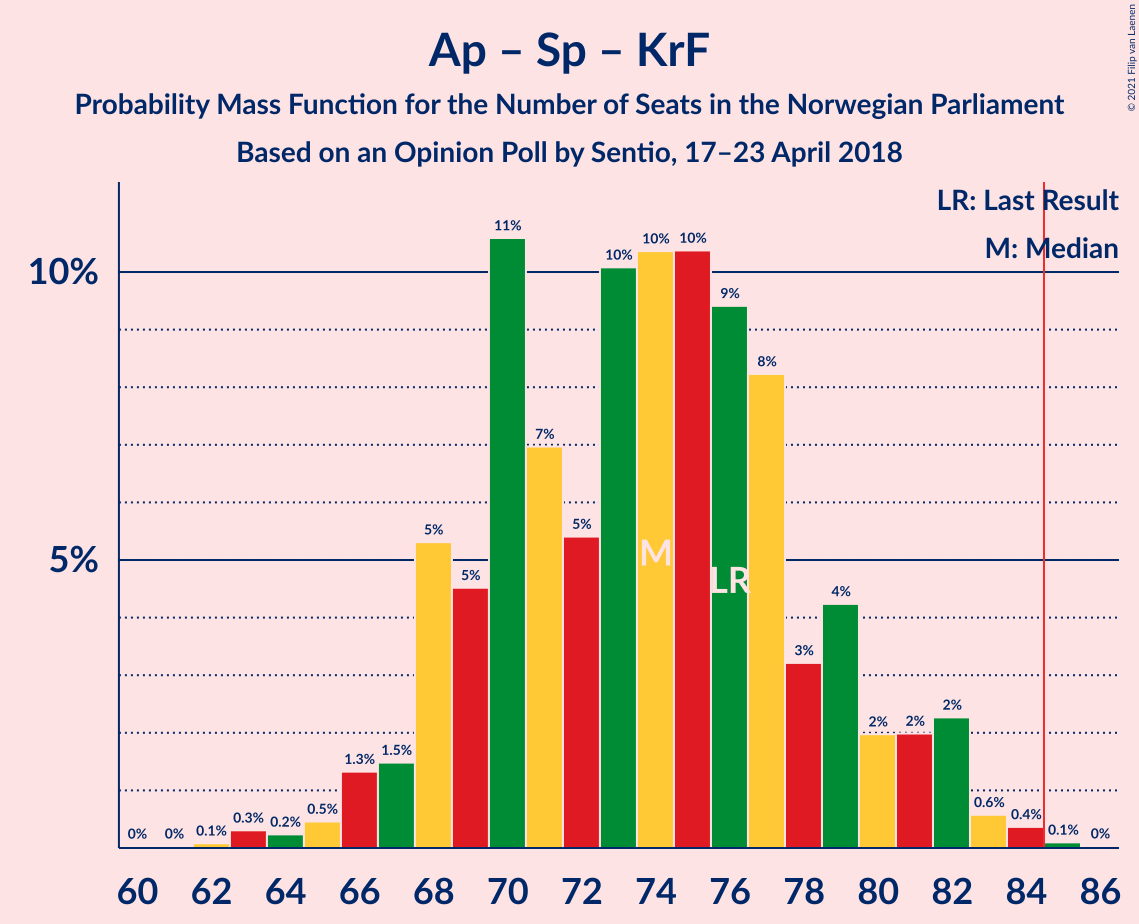 Ap – Sp – KrF
Probability Mass Function for the Number of Seats in the Norwegian Parliament
Based on an Opinion Poll by Sentio, 17–23 April 2018
© 2021 Filip van Laenen
LR: Last Result
M: Median
10%
5%
0% 0% 0.1% 0.3% 0.2% 0.5% 1.3% 1.5% 5% 5% 11% 7% 5% 10% 10% 10% 9% 8% 3% 4% 2% 2% 2% 0.6% 0.4% 0.1% 0%
M
LR
60 62 64 66 68 70 72 74 76 78 80 82 84 86